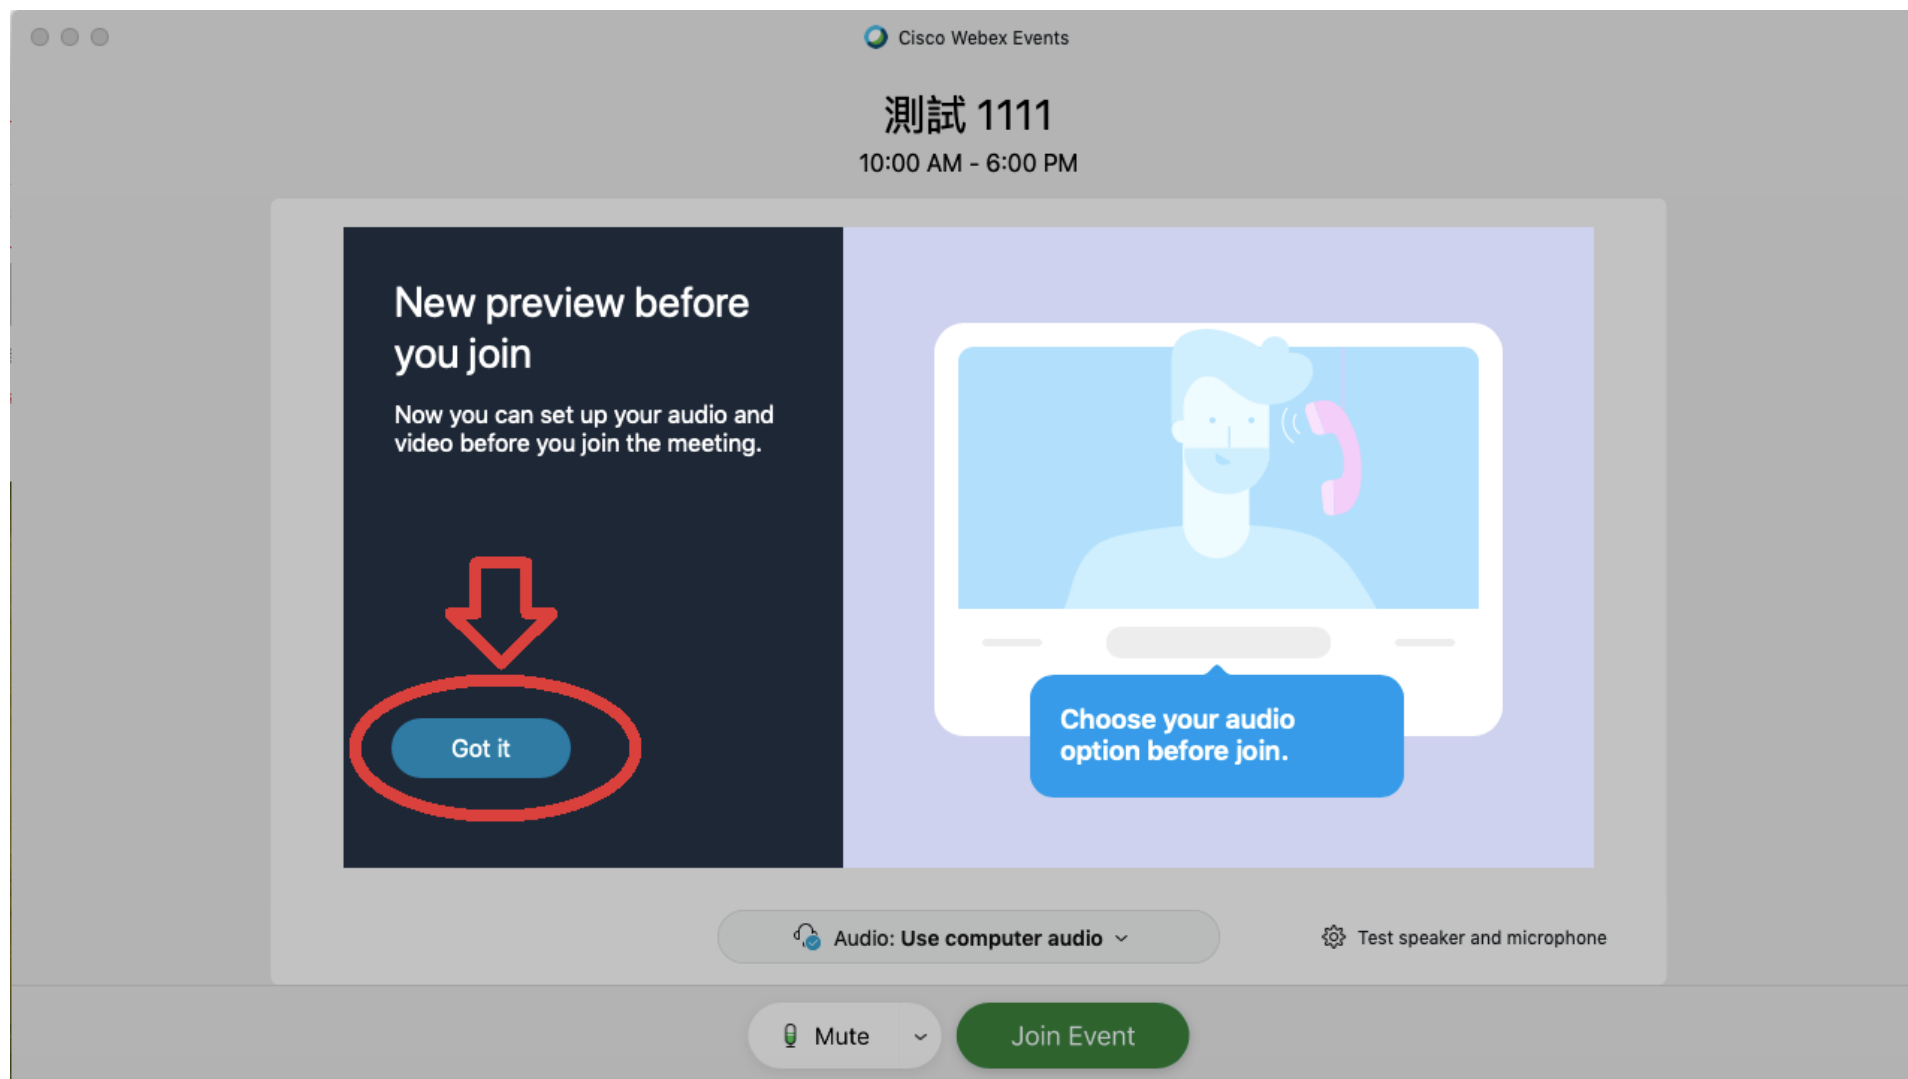 Cisco Webex Events
測試 1111
10:00 AM - 6:00 PM
New preview before
you join
Now you can set up your audio and
video before you join the meeting.
Got it
Choose your audio
option before join.
Audio: Use computer audio
Test speaker and microphone
Mute
Join Event